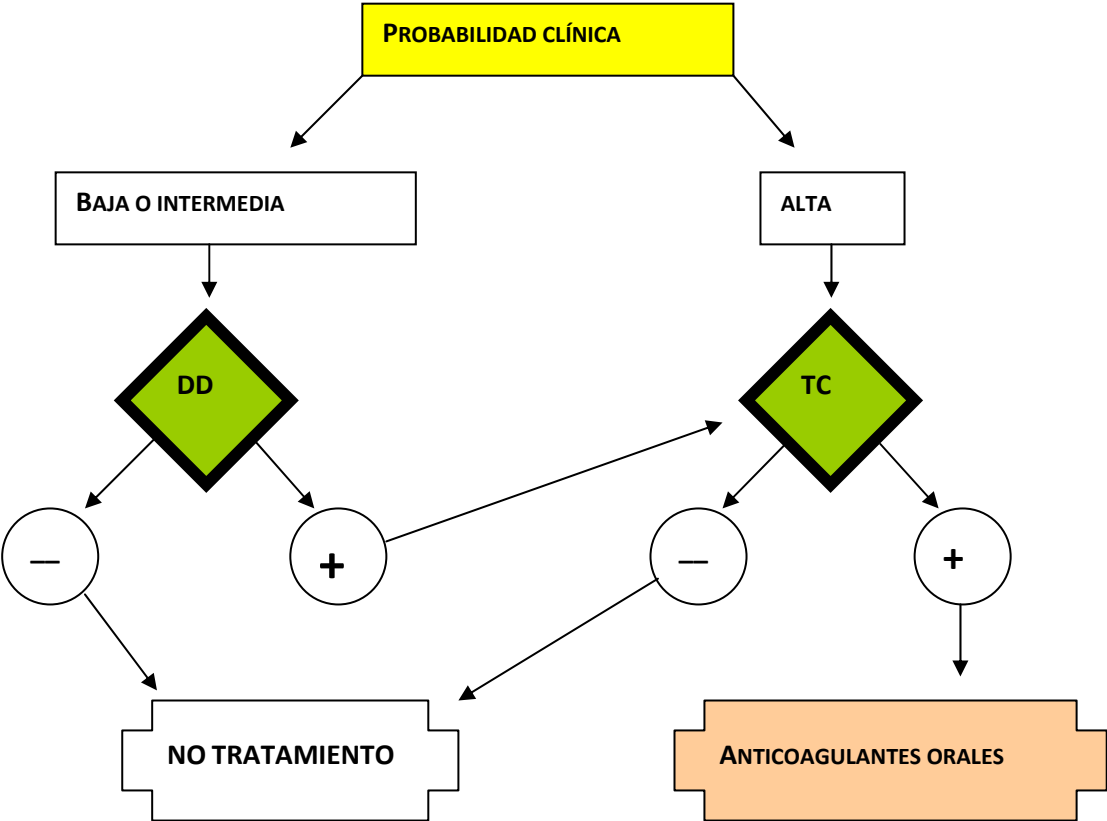 PROBABILIDAD CLÍNICA
BAJA O INTERMEDIA
ALTA
DD
TC
—
+
—
+
NO TRATAMIENTO
ANTICOAGULANTES ORALES